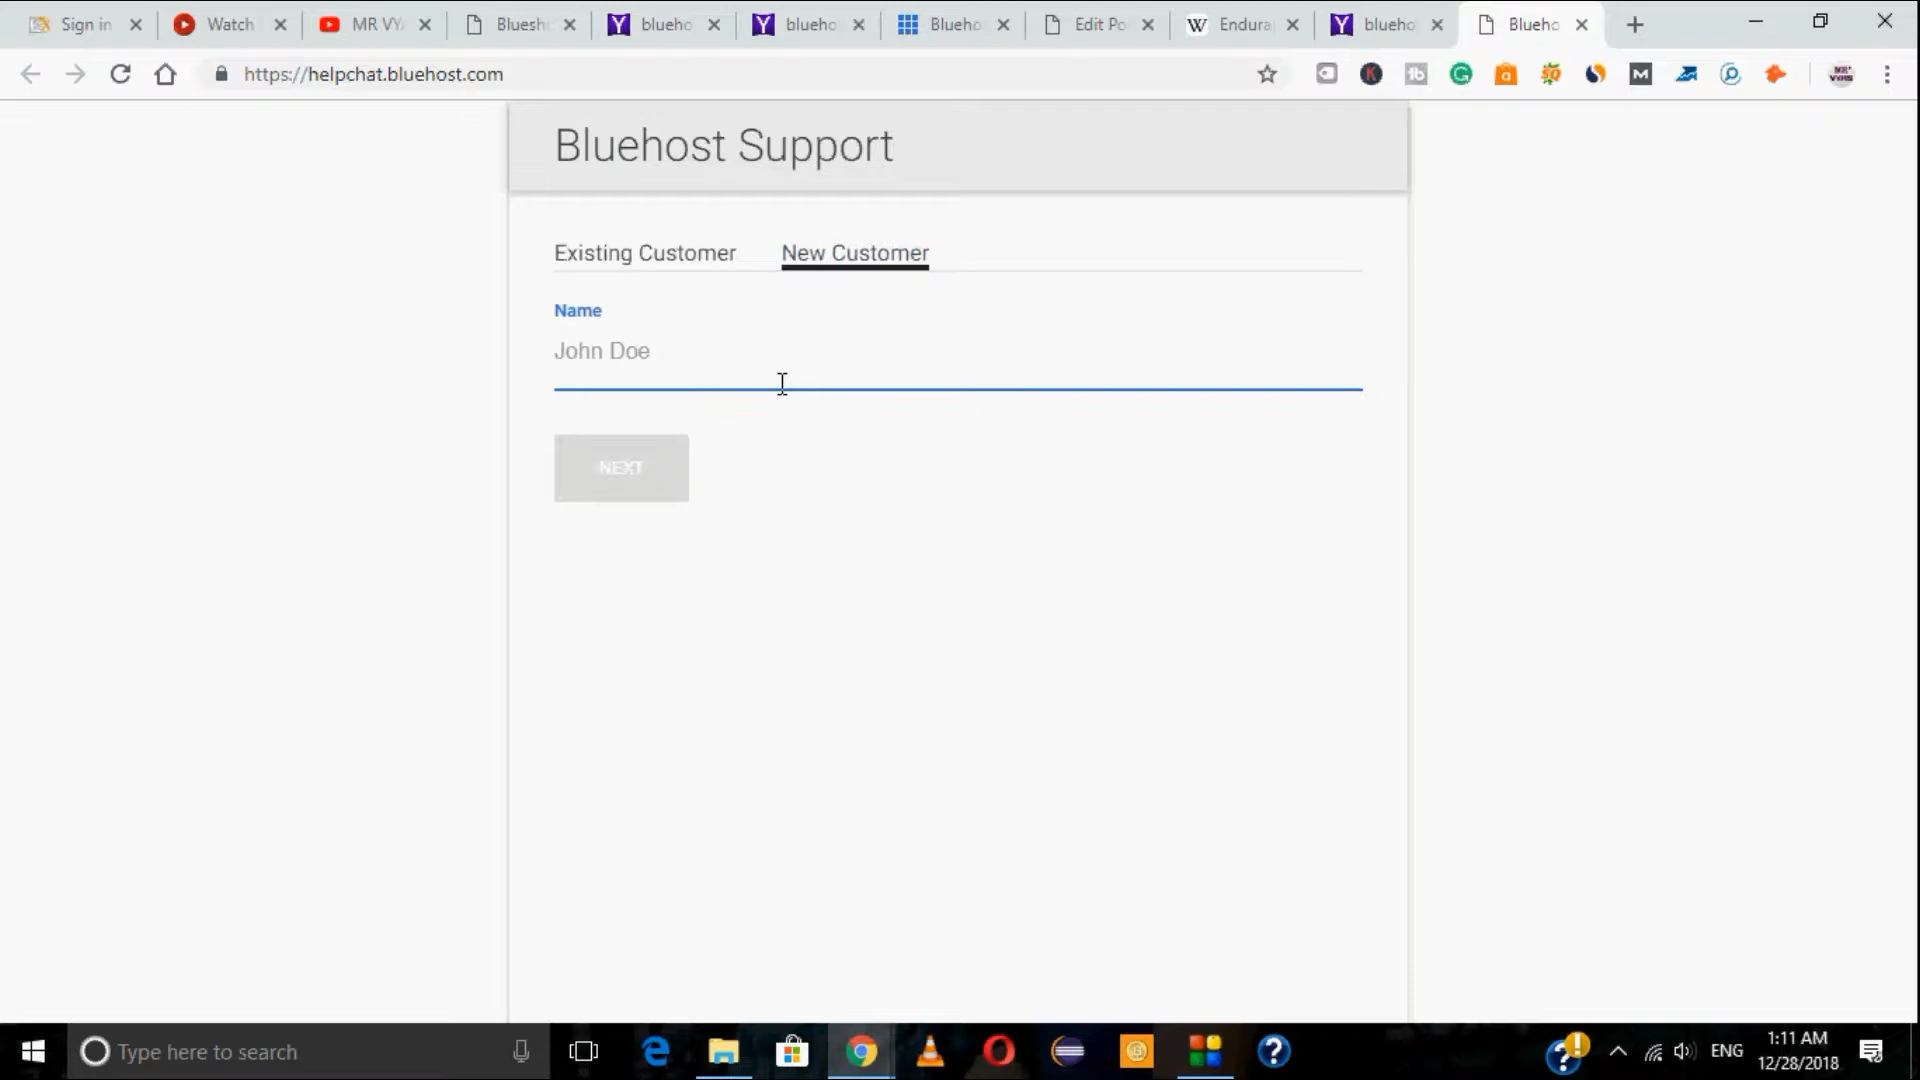 Sign in
Watch
MR VY
Bluesh
blueho
blueho
Blueho
Edit Po
W
Endura
blueho
Blueho
https://helpchat.bluehost.com
Bluehost Support
Existing Customer
New Customer
Name
John Doe
NEXT
Type here to search
ENG
1:11 AM
12/28/2018